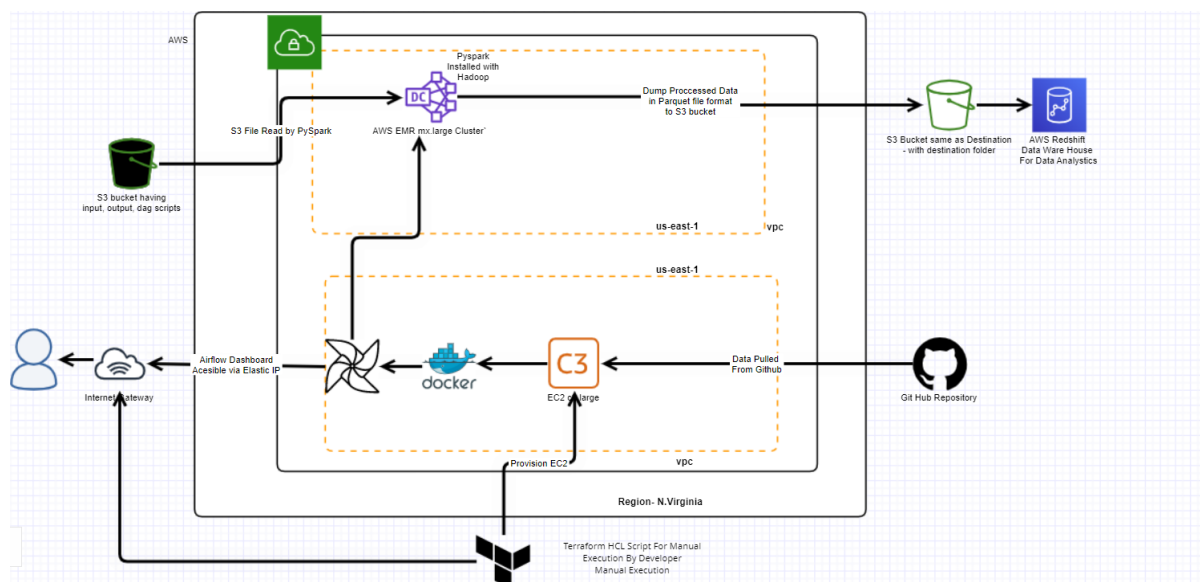 AWS
Pyspark
Installed with
Hadoop
DC
Dump Proccessed Data
in Parquet file format
to S3 bucket
S3 File Read by PySpark
AWS EMR mx.large Cluster`
S3 Bucket same as Destination
- with destination folder
AWS Redshift
Data Ware House
For Data Analytics
S3 bucket having
input, output, dag scripts
us-east-1
vpc
us-east-1
Airflow Dashboard
Acesible via Elastic IP
docker
C3
Data Pulled
From Github
Internet Gateway
EC2 large
Git Hub Repository
Provision EC2
vpc
Region- N.Virginia
Terraform HCL Script For Manual
Execution By Developer
Manual Execution